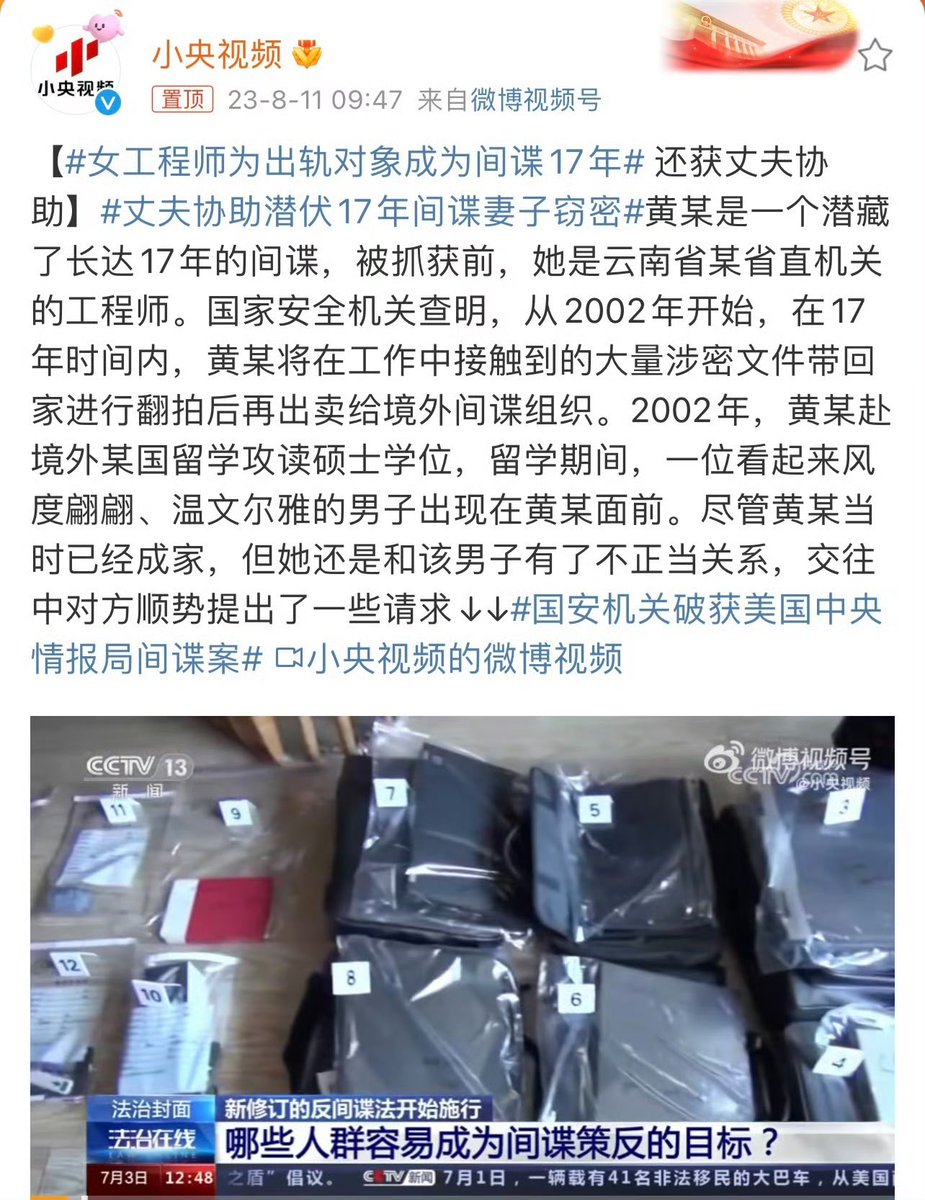 小央视频
小央视频
置顶 23-8-11 09:47 来自微博视频号
【#女工程师为出轨对象成为间谍17年# 还获丈夫协
助】#丈夫协助潜伏17年间谍妻子窃密#黄某是一个潜藏
了长达17年的间谍，被抓获前，她是云南省某省直机关
的工程师。国家安全机关查明，从2002年开始，在17
年时间内，黄某将在工作中接触到的大量涉密文件带回
家进行翻拍后再出卖给境外间谍组织。2002年，黄某赴
境外某国留学攻读硕士学位，留学期间，一位看起来风
度翩翩、温文尔雅的男子出现在黄某面前。尽管黄某当
时已经成家，但她还是和该男子有了不正当关系，交往
中对方顺势提出了一些请求↓↓#国安机关破获美国中央
情报局间谍案# 小央视频的微博视频
CCTV 13
新闻
微博视频号
CCTV.com
@小央视频
11
9
7
5
3
12
10
8
6
4
法治封面 新修订的反间谍法开始施行
法治在线 哪些人群容易成为间谍策反的目标？
7月3日 12:48 之盾”倡议。 CCTV新闻 7月1日，一辆载有41名非法移民的大巴车，从美国